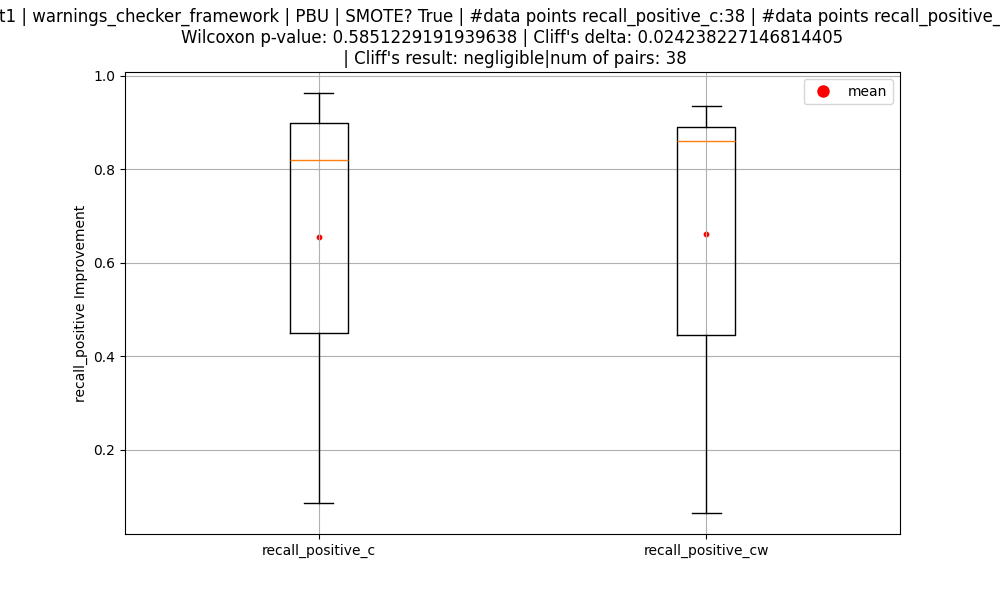 t1 | warnings_checker_framework | PBU | SMOTE? True | #data points recall_positive_c:38 | #data points recall_positive_
Wilcoxon p-value: 0.5851229191939638 | Cliff's delta: 0.024238227146814405
| Cliff's result: negligible|num of pairs: 38
mean
1.0
0.8
0.6
0.4
0.2
recall_positive Improvement
recall_positive_c
recall_positive_cw